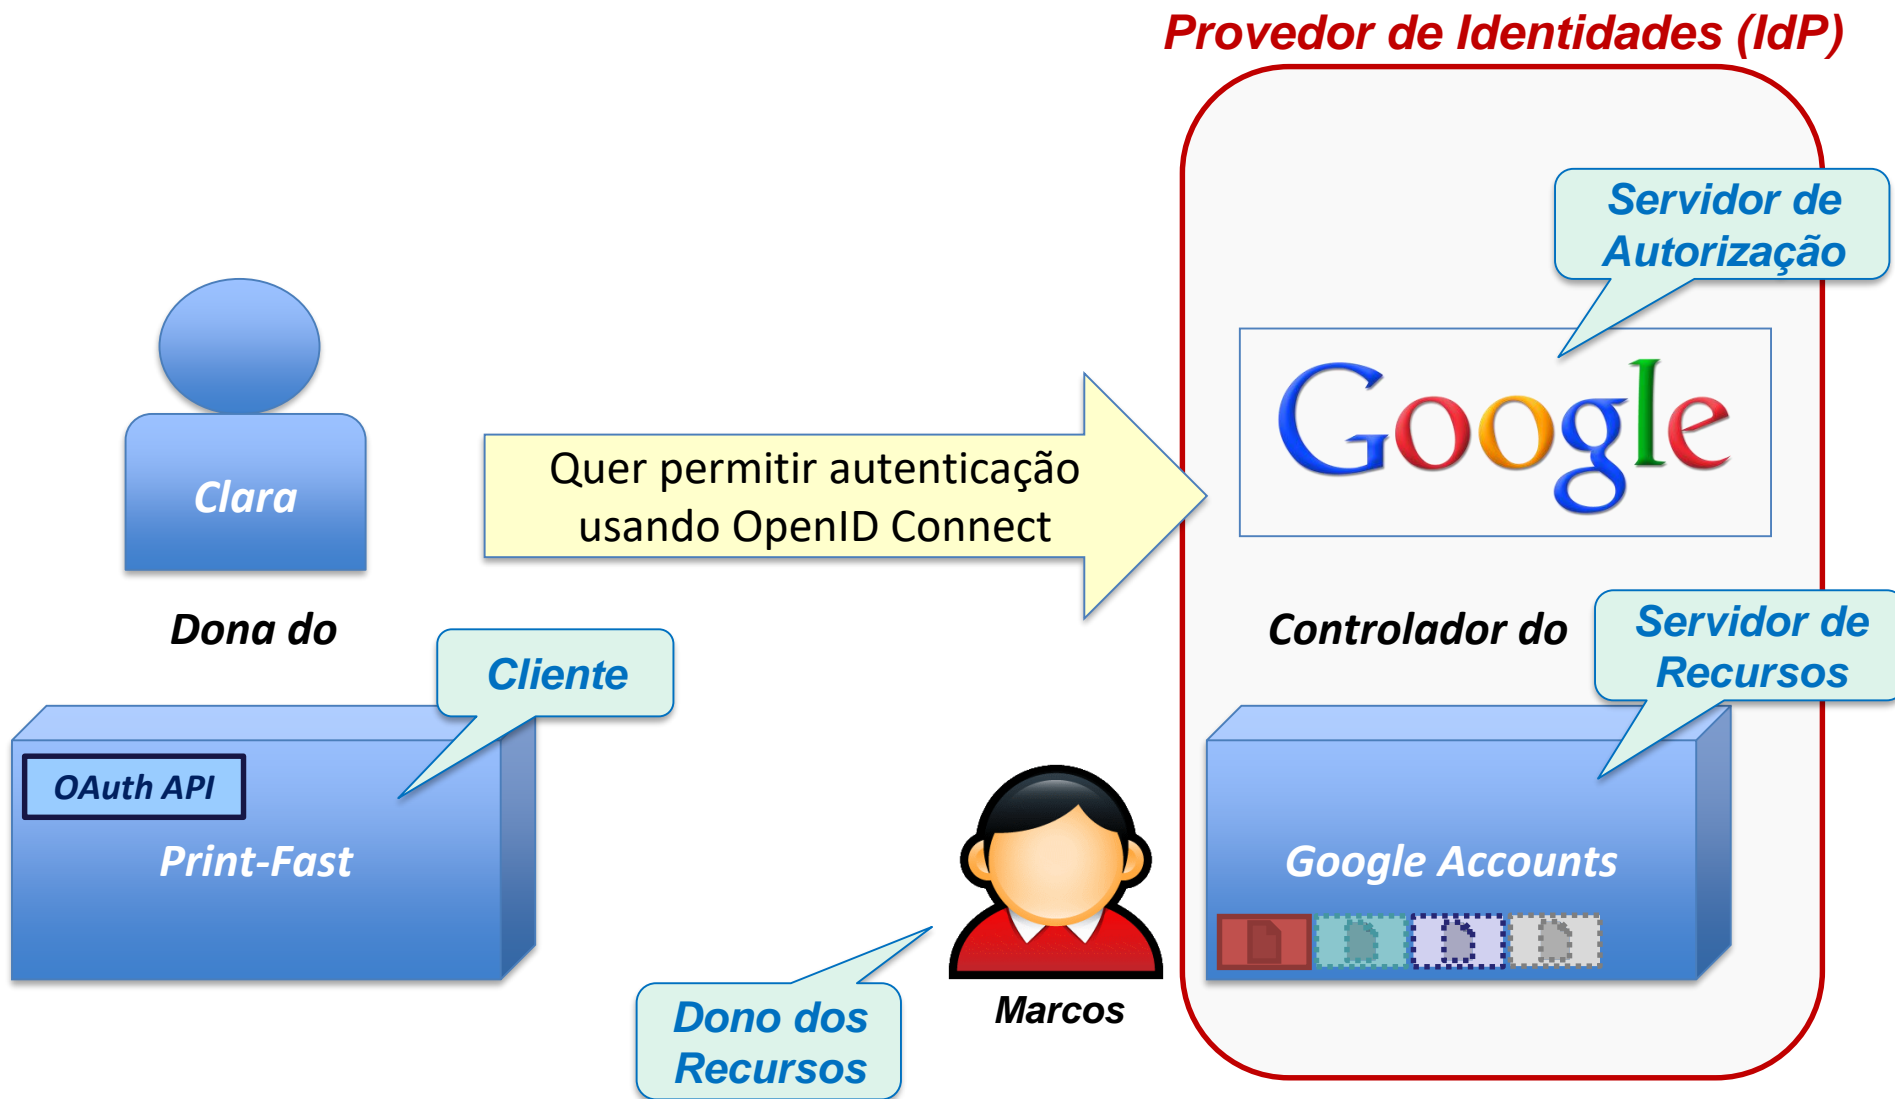 Provedor de Identidades (IdP)
Servidor de
Autorização
Google
Clara
Quer permitir autenticação
usando OpenID Connect
Dona do
Cliente
Controlador do
Servidor de
Recursos
OAuth API
Print-Fast
Google Accounts
Marcos
Dono dos
Recursos